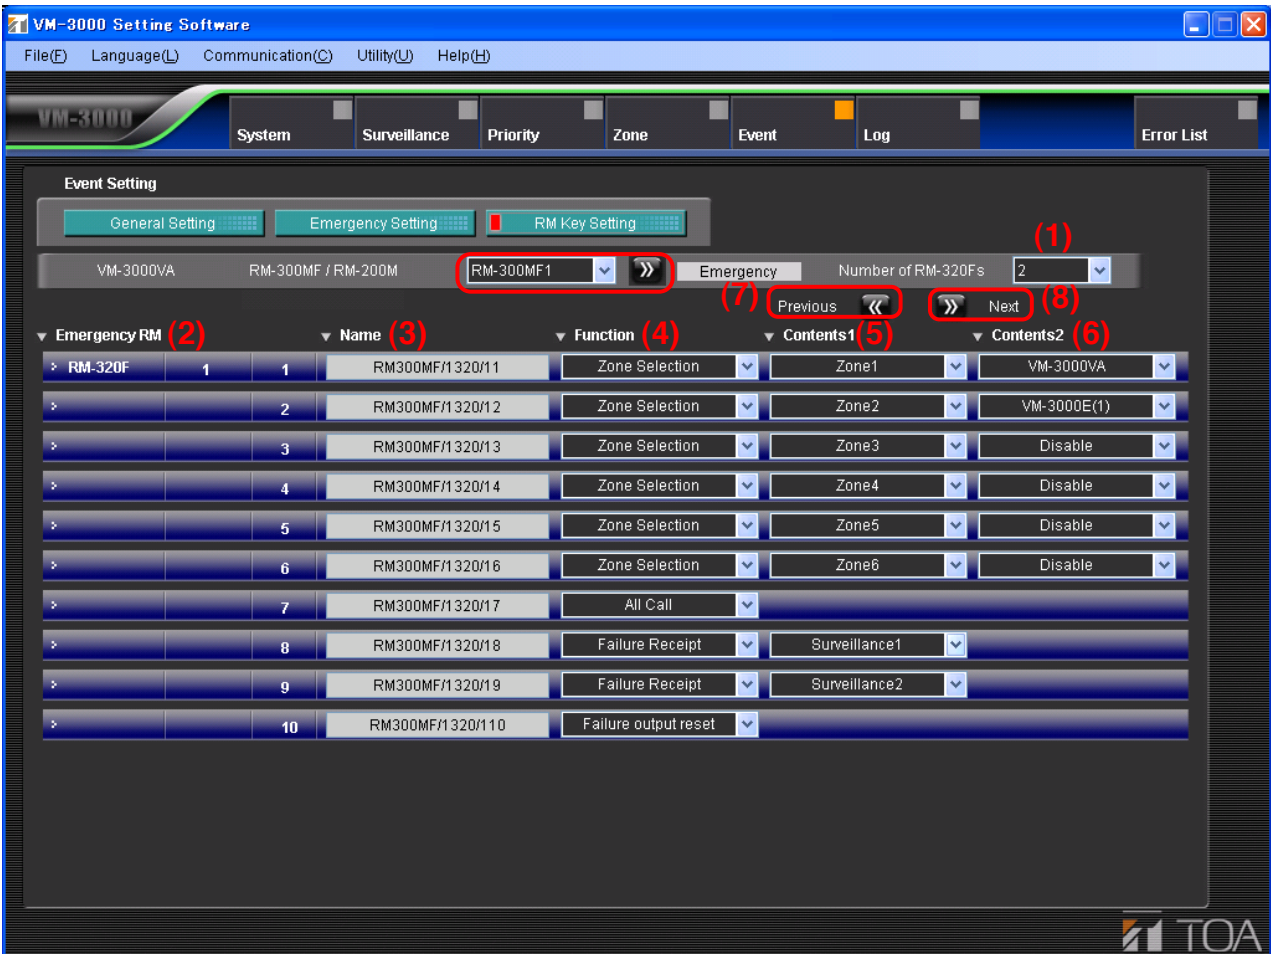 VM-3000 Setting Software
File(F) Language(L) Communication(C) Utility(U) Help(H)
VM-3000 System Surveillance Priority Zone Event Log Error List
Event Setting
General Setting Emergency Setting RM Key Setting
(1)
VM-3000VA RM-300MF / RM-200M RM-300MF1 Emergency Number of RM-320Fs 2
(7) Previous Next (8)
Emergency RM (2) Name (3) Function (4) Contents1 (5) Contents2 (6)
RM-320F 1 1 RM300MF/1320/11 Zone Selection Zone1 VM-3000VA
2 RM300MF/1320/12 Zone Selection Zone2 VM-3000E(1)
3 RM300MF/1320/13 Zone Selection Zone3 Disable
4 RM300MF/1320/14 Zone Selection Zone4 Disable
5 RM300MF/1320/15 Zone Selection Zone5 Disable
6 RM300MF/1320/16 Zone Selection Zone6 Disable
7 RM300MF/1320/17 All Call
8 RM300MF/1320/18 Failure Receipt Surveillance1
9 RM300MF/1320/19 Failure Receipt Surveillance2
10 RM300MF/1320/110 Failure output reset
TOA